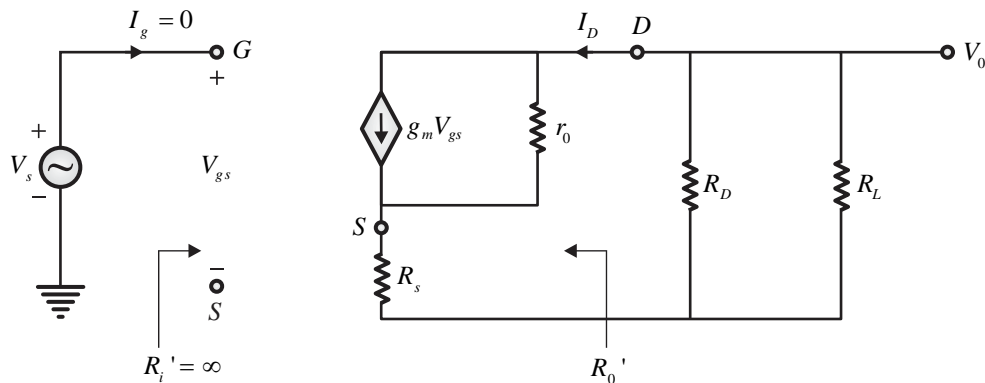 I_g = 0
G
+
+
V_s
−
V_gs
−
S
R_i' = ∞
I_D
D
V_0
g_m V_gs
r_0
S
R_s
R_D
R_L
R_0'